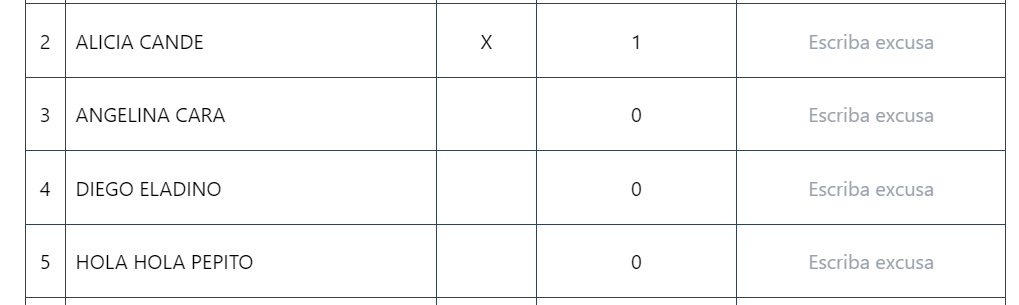 2 ALICIA CANDE X 1 Escriba excusa
3 ANGELINA CARA 0 Escriba excusa
4 DIEGO ELADINO 0 Escriba excusa
5 HOLA HOLA PEPITO 0 Escriba excusa